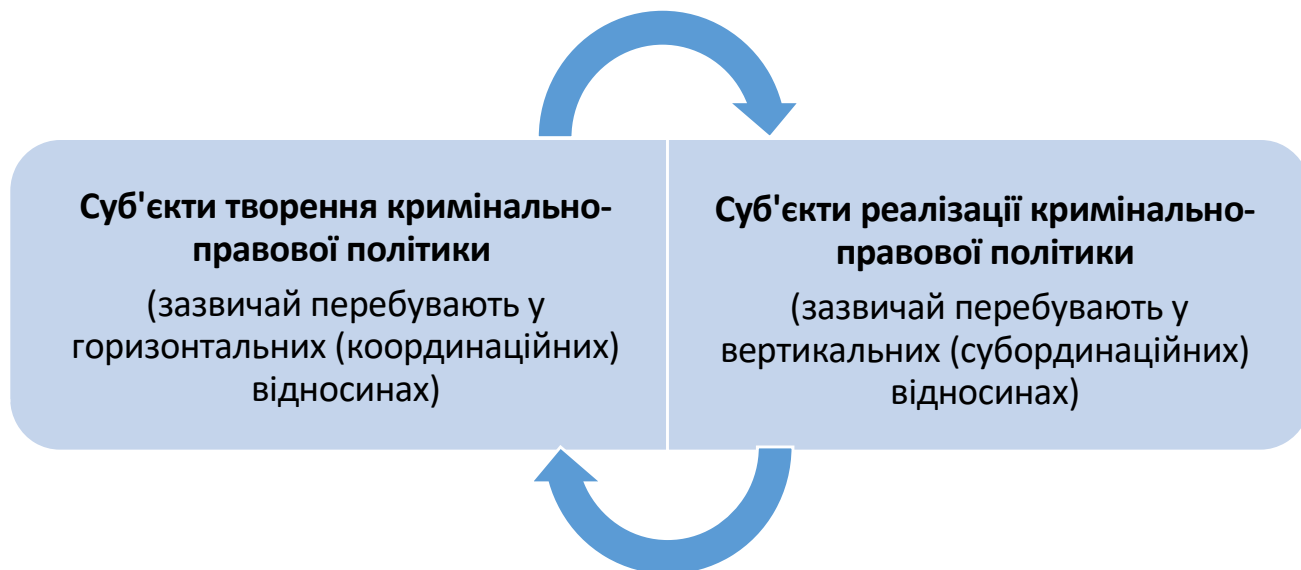 Суб'єкти творення кримінально-
правової політики
(зазвичай перебувають у
горизонтальних (координаційних)
відносинах)
Суб'єкти реалізації кримінально-
правової політики
(зазвичай перебувають у
вертикальних (субординаційних)
відносинах)